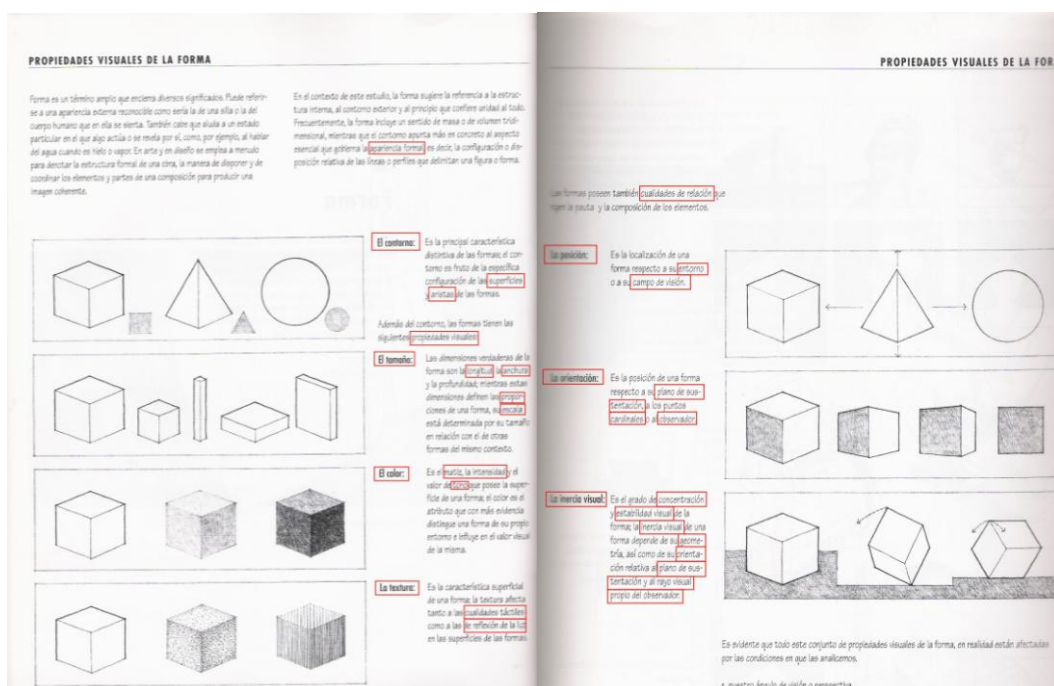 PROPIEDADES VISUALES DE LA FORMA
Forma es un término amplio que encierra diversos significados. Puede referir-
se a una apariencia externa reconocible como sería la de una silla o la del
cuerpo humano que en ella se sienta. También cabe que aluda a un estado
particular en el que algo actúa o se revela por sí, como, por ejemplo, al hablar
del agua cuando es hielo o vapor. En arte y en diseño se emplea a menudo
para denotar la estructura formal de una obra, la manera de disponer y de
coordinar los elementos y partes de una composición para producir una
imagen coherente.
En el contexto de este estudio, la forma sugiere la referencia a la estruc-
tura interna, al contorno exterior y al principio que confiere unidad al todo.
Frecuentemente, la forma incluye un sentido de masa o de volumen tridi-
mensional, mientras que el contorno apunta más en concreto al aspecto
esencial que gobierna la apariencia formal, es decir, la configuración o dis-
posición relativa de las líneas o perfiles que delimitan una figura o forma.
El contorno:
Es la principal característica
distintiva de las formas; el con-
torno es fruto de la específica
configuración de las superficies
y aristas de las formas.
Además del contorno, las formas tienen las
siguientes propiedades visuales:
El tamaño:
Las dimensiones verdaderas de la
forma son la longitud, la anchura
y la profundidad; mientras estas
dimensiones definen las propor-
ciones de una forma, su escala
está determinada por su tamaño
en relación con el de otras
formas del mismo contexto.
El color:
Es el matiz, la intensidad y el
valor de tono que posee la super-
ficie de una forma; el color es el
atributo que con más evidencia
distingue una forma de su propio
entorno e influye en el valor visual
de la misma.
La textura:
Es la característica superficial
de una forma; la textura afecta
tanto a las cualidades táctiles
como a las de reflexión de la luz
en las superficies de las formas.
PROPIEDADES VISUALES DE LA FOR
Las formas poseen también cualidades de relación que
rigen la pauta y la composición de los elementos.
La posición:
Es la localización de una
forma respecto a su entorno
o a su campo de visión.
La orientación:
Es la posición de una forma
respecto a su plano de sus-
tentación, a los puntos
cardinales o al observador.
La inercia visual:
Es el grado de concentración
y estabilidad visual de la
forma; la inercia visual de una
forma depende de su geome-
tría, así como de su orienta-
ción relativa al plano de sus-
tentación y al rayo visual
propio del observador.
Es evidente que todo este conjunto de propiedades visuales de la forma, en realidad están afectadas
por las condiciones en que las analicemos.
• nuestro ángulo de visión o perspectiva